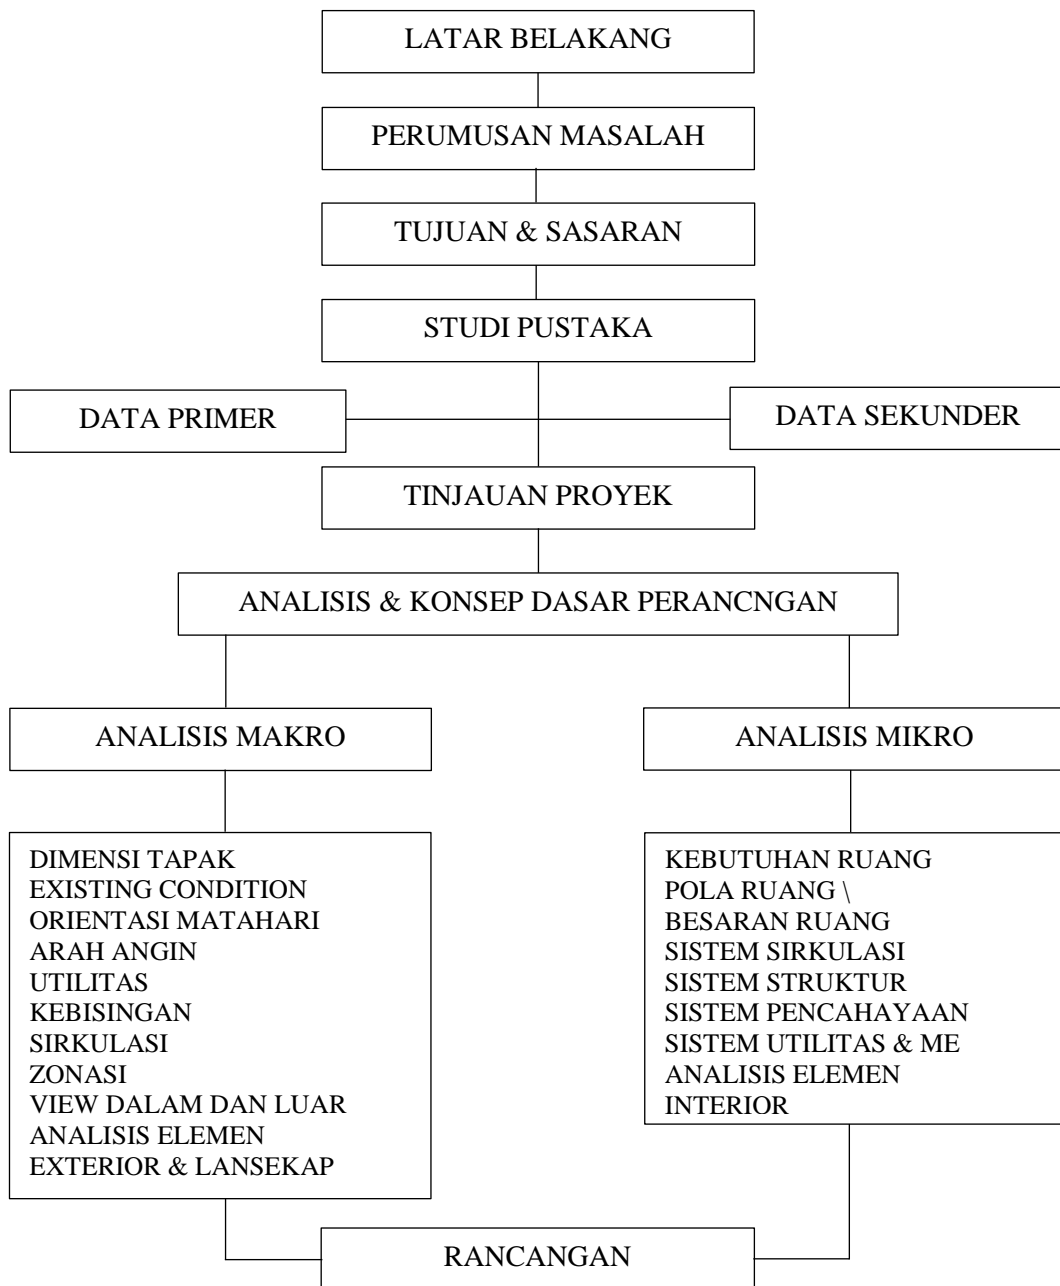 LATAR BELAKANG
PERUMUSAN MASALAH
TUJUAN & SASARAN
STUDI PUSTAKA
DATA PRIMER
DATA SEKUNDER
TINJAUAN PROYEK
ANALISIS & KONSEP DASAR PERANCNGAN
ANALISIS MAKRO
ANALISIS MIKRO
DIMENSI TAPAK
EXISTING CONDITION
ORIENTASI MATAHARI
ARAH ANGIN
UTILITAS
KEBISINGAN
SIRKULASI
ZONASI
VIEW DALAM DAN LUAR
ANALISIS ELEMEN
EXTERIOR & LANSEKAP
KEBUTUHAN RUANG
POLA RUANG \
BESARAN RUANG
SISTEM SIRKULASI
SISTEM STRUKTUR
SISTEM PENCAHAYAAN
SISTEM UTILITAS & ME
ANALISIS ELEMEN
INTERIOR
RANCANGAN